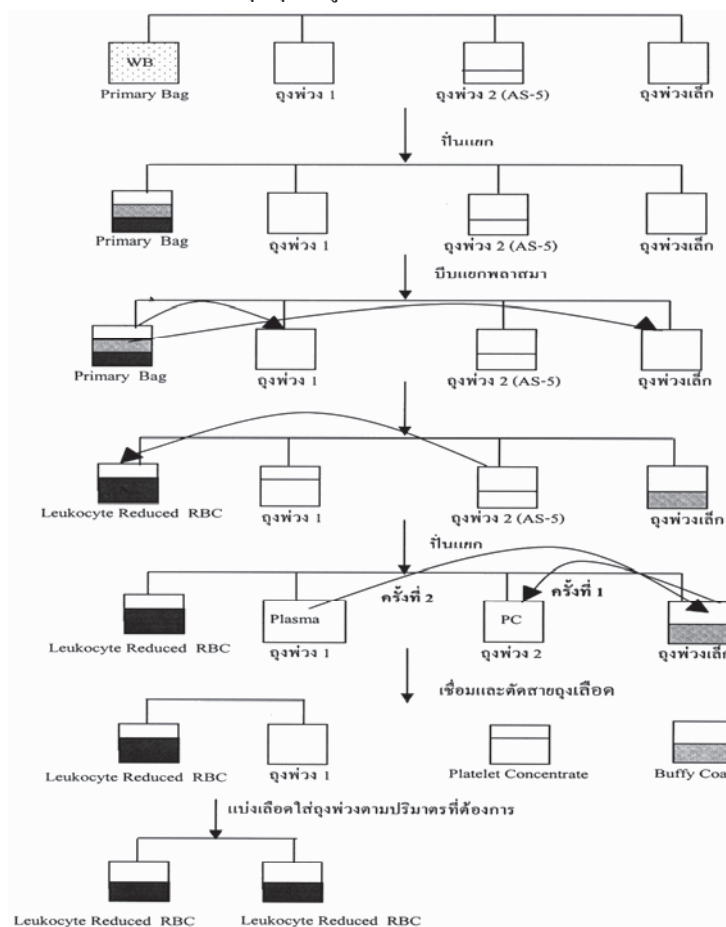 WB
Primary Bag ถุงพ่วง 1 ถุงพ่วง 2 (AS-5) ถุงพ่วงเล็ก
ปั่นแยก
Primary Bag ถุงพ่วง 1 ถุงพ่วง 2 (AS-5) ถุงพ่วงเล็ก
บีบแยกพลาสมา
Primary Bag ถุงพ่วง 1 ถุงพ่วง 2 (AS-5) ถุงพ่วงเล็ก
Leukocyte Reduced RBC ถุงพ่วง 1 ถุงพ่วง 2 (AS-5) ถุงพ่วงเล็ก
ปั่นแยก
ครั้งที่ 2 ครั้งที่ 1
Plasma PC
Leukocyte Reduced RBC ถุงพ่วง 1 ถุงพ่วง 2 ถุงพ่วงเล็ก
เชื่อมและตัดสายถุงเลือด
Leukocyte Reduced RBC ถุงพ่วง 1 Platelet Concentrate Buffy Coa
แบ่งเลือดใส่ถุงพ่วงตามปริมาตรที่ต้องการ
Leukocyte Reduced RBC Leukocyte Reduced RBC